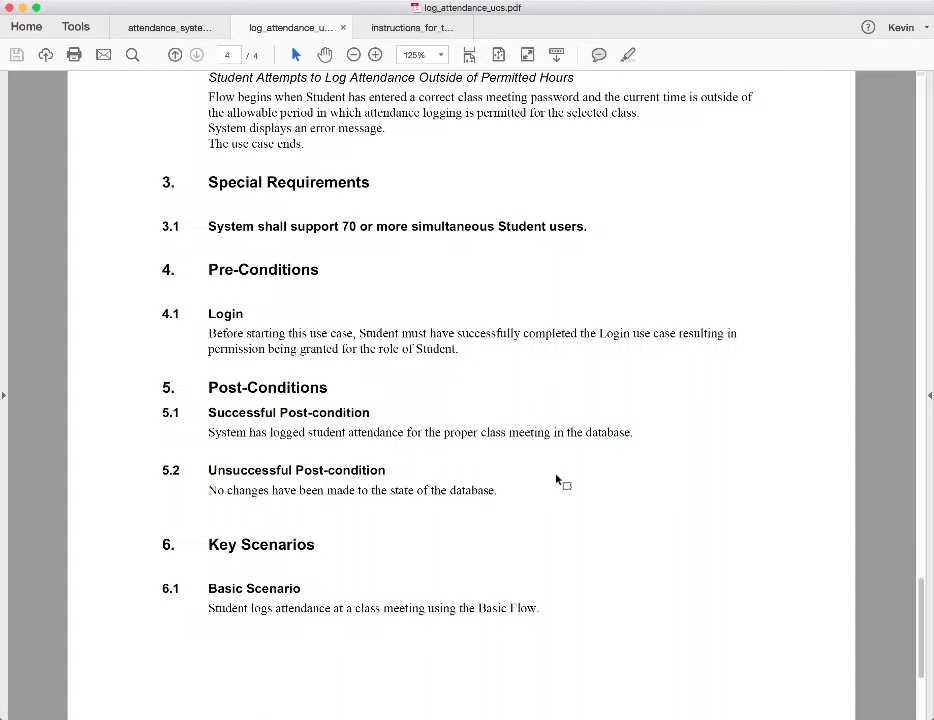 log_attendance_ucs.pdf
Home Tools attendance_syste... log_attendance_u... × instructions_for_t... ? Kevin
4 / 4 125%
Student Attempts to Log Attendance Outside of Permitted Hours
Flow begins when Student has entered a correct class meeting password and the current time is outside of
the allowable period in which attendance logging is permitted for the selected class.
System displays an error message.
The use case ends.
3. Special Requirements
3.1 System shall support 70 or more simultaneous Student users.
4. Pre-Conditions
4.1 Login
Before starting this use case, Student must have successfully completed the Login use case resulting in
permission being granted for the role of Student.
5. Post-Conditions
5.1 Successful Post-condition
System has logged student attendance for the proper class meeting in the database.
5.2 Unsuccessful Post-condition
No changes have been made to the state of the database.
6. Key Scenarios
6.1 Basic Scenario
Student logs attendance at a class meeting using the Basic Flow.